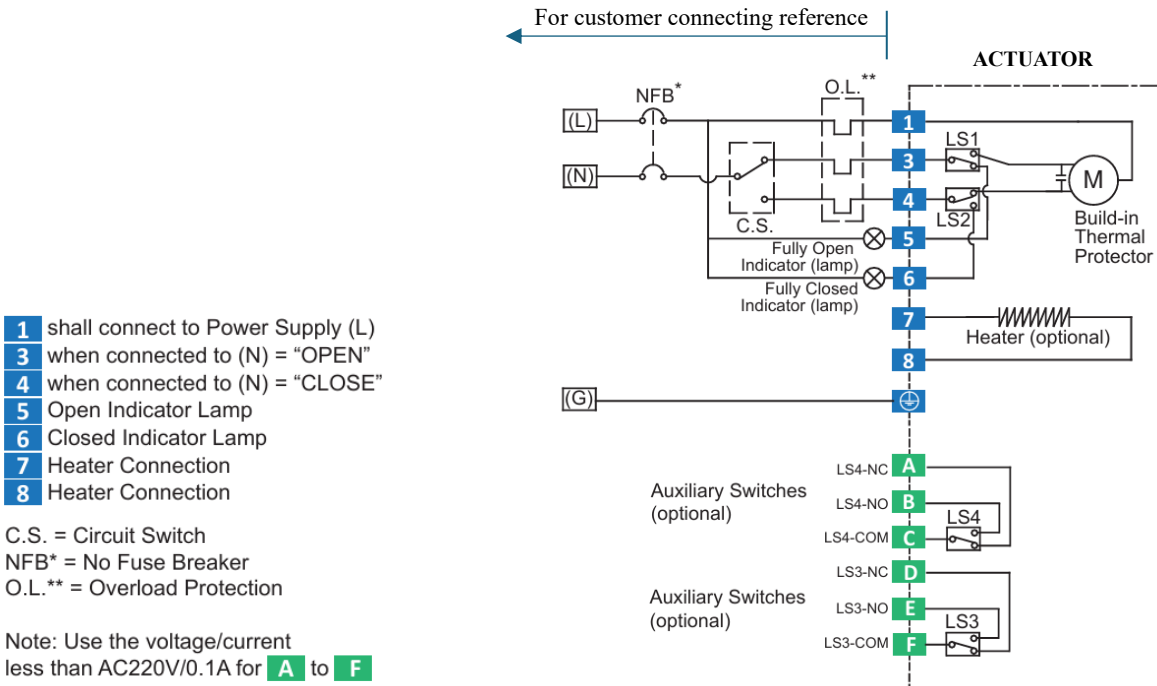 For customer connecting reference
ACTUATOR
NFB*
O.L.**
(L)
1
LS1
3
(N)
M
4
LS2
C.S.
Build-in
Thermal
Protector
5
Fully Open
Indicator (lamp)
6
Fully Closed
Indicator (lamp)
7
Heater (optional)
8
(G)
1 shall connect to Power Supply (L)
3 when connected to (N) = “OPEN”
4 when connected to (N) = “CLOSE”
5 Open Indicator Lamp
6 Closed Indicator Lamp
7 Heater Connection
8 Heater Connection
C.S. = Circuit Switch
NFB* = No Fuse Breaker
O.L.** = Overload Protection
Note: Use the voltage/current
less than AC220V/0.1A for A to F
Auxiliary Switches
(optional)
LS4-NC A
LS4-NO B
LS4-COM C
LS4
Auxiliary Switches
(optional)
LS3-NC D
LS3-NO E
LS3-COM F
LS3